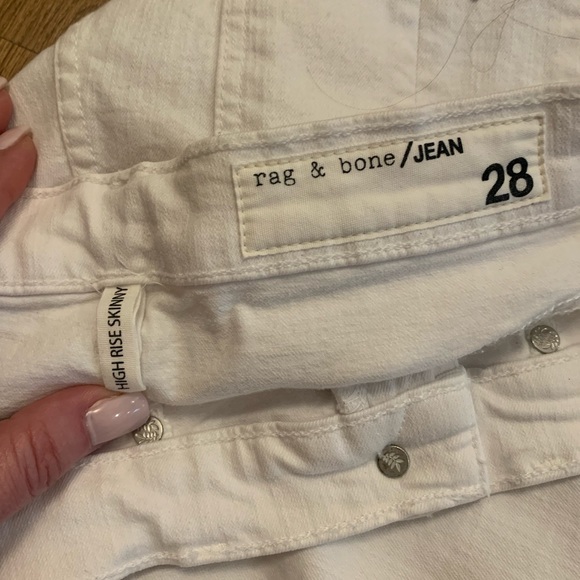 rag & bone/JEAN
28
HIGH RISE SKINNY